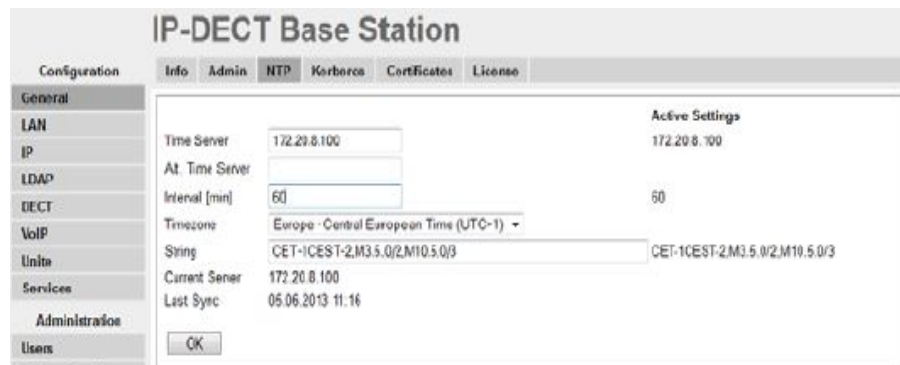 IP-DECT Base Station
Configuration
Info Admin NTP Kerberos Certificates License
General
LAN
IP
LDAP
DECT
VoIP
Unite
Services
Administration
Users
Active Settings
Time Server 172.20.8.100 172.20.8.100
Alt. Time Server
Interval [min] 60 60
Timezone Europe - Central European Time (UTC-1)
String CET-1CEST-2,M3.5.0/2,M10.5.0/3 CET-1CEST-2,M3.5.0/2,M10.5.0/3
Current Server 172.20.8.100
Last Sync 05.06.2013 11:16
OK